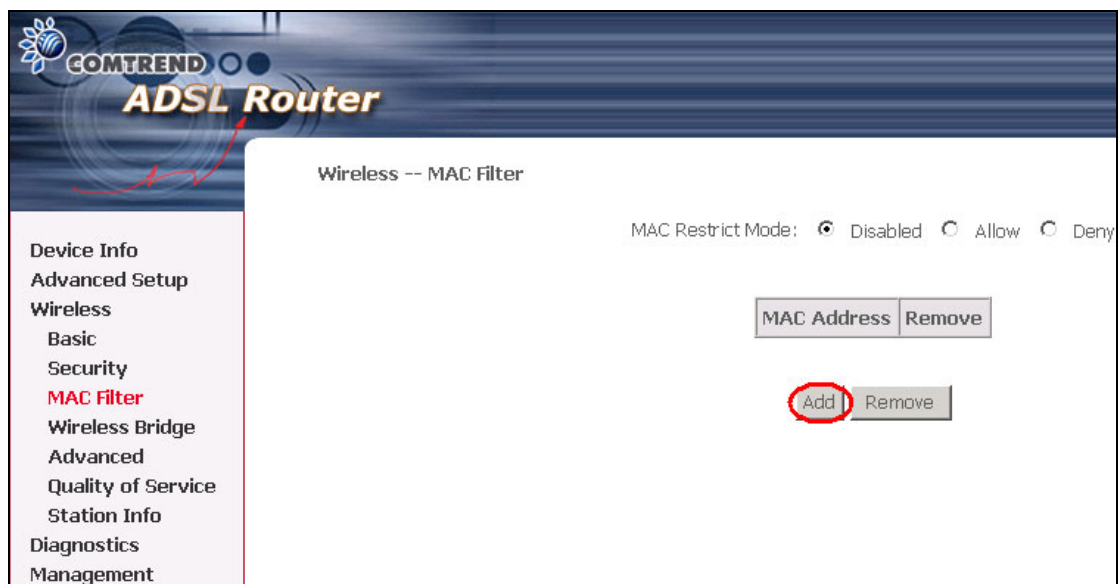 COMTREND
ADSL Router
Wireless -- MAC Filter
MAC Restrict Mode: Disabled Allow Deny
MAC Address Remove
Add Remove
Device Info
Advanced Setup
Wireless
Basic
Security
MAC Filter
Wireless Bridge
Advanced
Quality of Service
Station Info
Diagnostics
Management